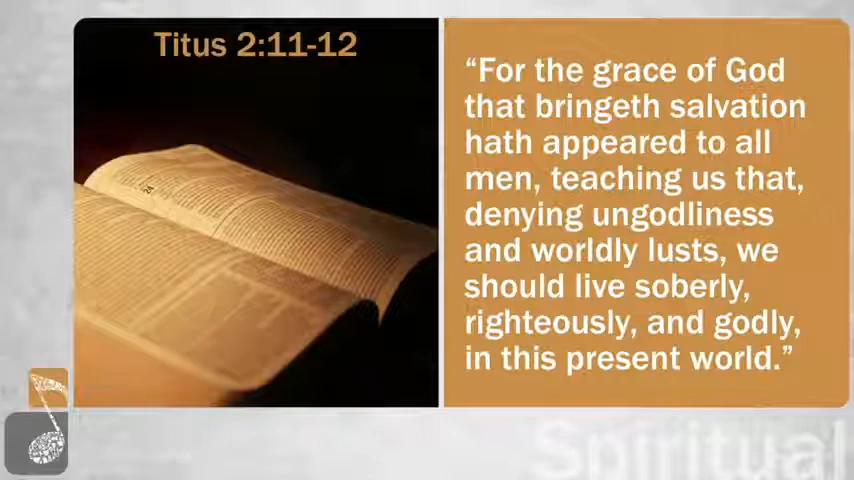 Titus 2:11-12
“For the grace of God
that bringeth salvation
hath appeared to all
men, teaching us that,
denying ungodliness
and worldly lusts, we
should live soberly,
righteously, and godly,
in this present world.”
Spiritual